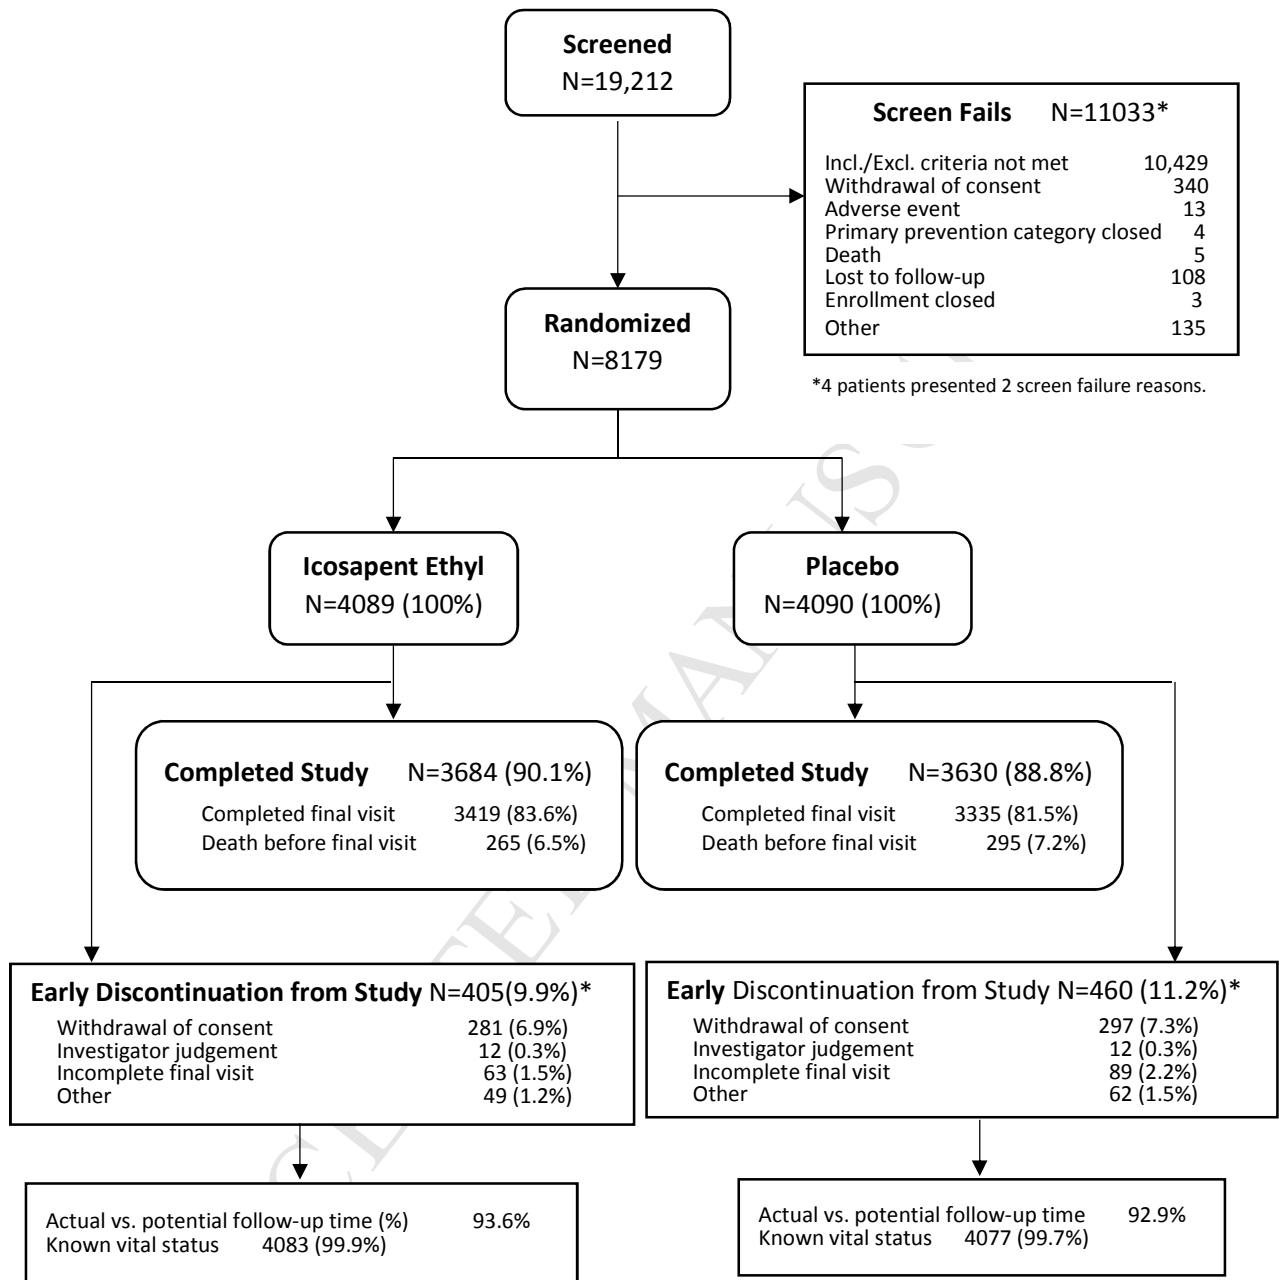 Screened
N=19,212
Screen Fails N=11033*
Incl./Excl. criteria not met 10,429
Withdrawal of consent 340
Adverse event 13
Primary prevention category closed 4
Death 5
Lost to follow-up 108
Enrollment closed 3
Other 135
*4 patients presented 2 screen failure reasons.
Randomized
N=8179
Icosapent Ethyl
N=4089 (100%)
Placebo
N=4090 (100%)
Completed Study N=3684 (90.1%)
Completed final visit 3419 (83.6%)
Death before final visit 265 (6.5%)
Completed Study N=3630 (88.8%)
Completed final visit 3335 (81.5%)
Death before final visit 295 (7.2%)
Early Discontinuation from Study N=405(9.9%)*
Withdrawal of consent 281 (6.9%)
Investigator judgement 12 (0.3%)
Incomplete final visit 63 (1.5%)
Other 49 (1.2%)
Early Discontinuation from Study N=460 (11.2%)*
Withdrawal of consent 297 (7.3%)
Investigator judgement 12 (0.3%)
Incomplete final visit 89 (2.2%)
Other 62 (1.5%)
Actual vs. potential follow-up time (%) 93.6%
Known vital status 4083 (99.9%)
Actual vs. potential follow-up time 92.9%
Known vital status 4077 (99.7%)